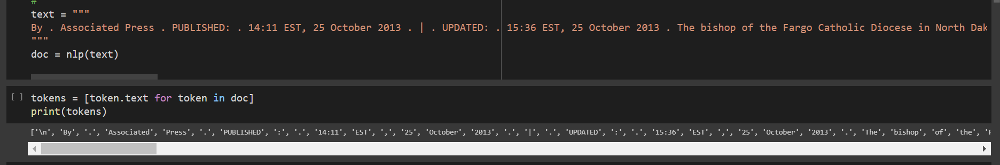 #
text = """
By . Associated Press . PUBLISHED: . 14:11 EST, 25 October 2013 . | . UPDATED: . 15:36 EST, 25 October 2013 . The bishop of the Fargo Catholic Diocese in North Dak
"""
doc = nlp(text)
[ ] tokens = [token.text for token in doc]
print(tokens)
['\n', 'By', '.', 'Associated', 'Press', '.', 'PUBLISHED', ':', '.', '14:11', 'EST', ',', '25', 'October', '2013', '.', '|', '.', 'UPDATED', ':', '.', '15:36', 'EST', ',', '25', 'October', '2013', '.', 'The', 'bishop', 'of', 'the', 'F